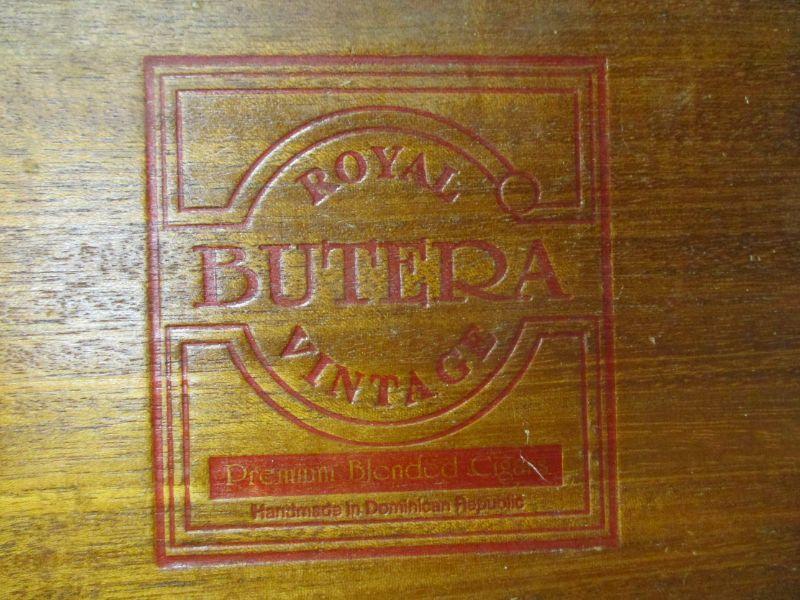 ROYAL
BUTERA
VINTAGE
Premium Blended Cigars
Handmade in Dominican Republic